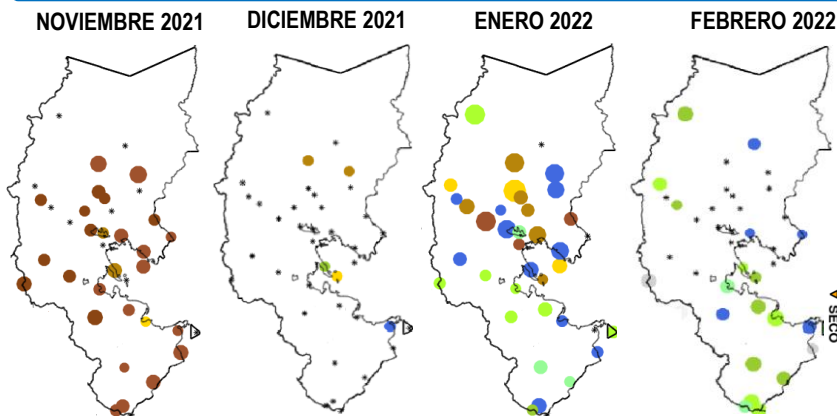 NOVIEMBRE 2021
DICIEMBRE 2021
ENERO 2022
FEBRERO 2022
SECO